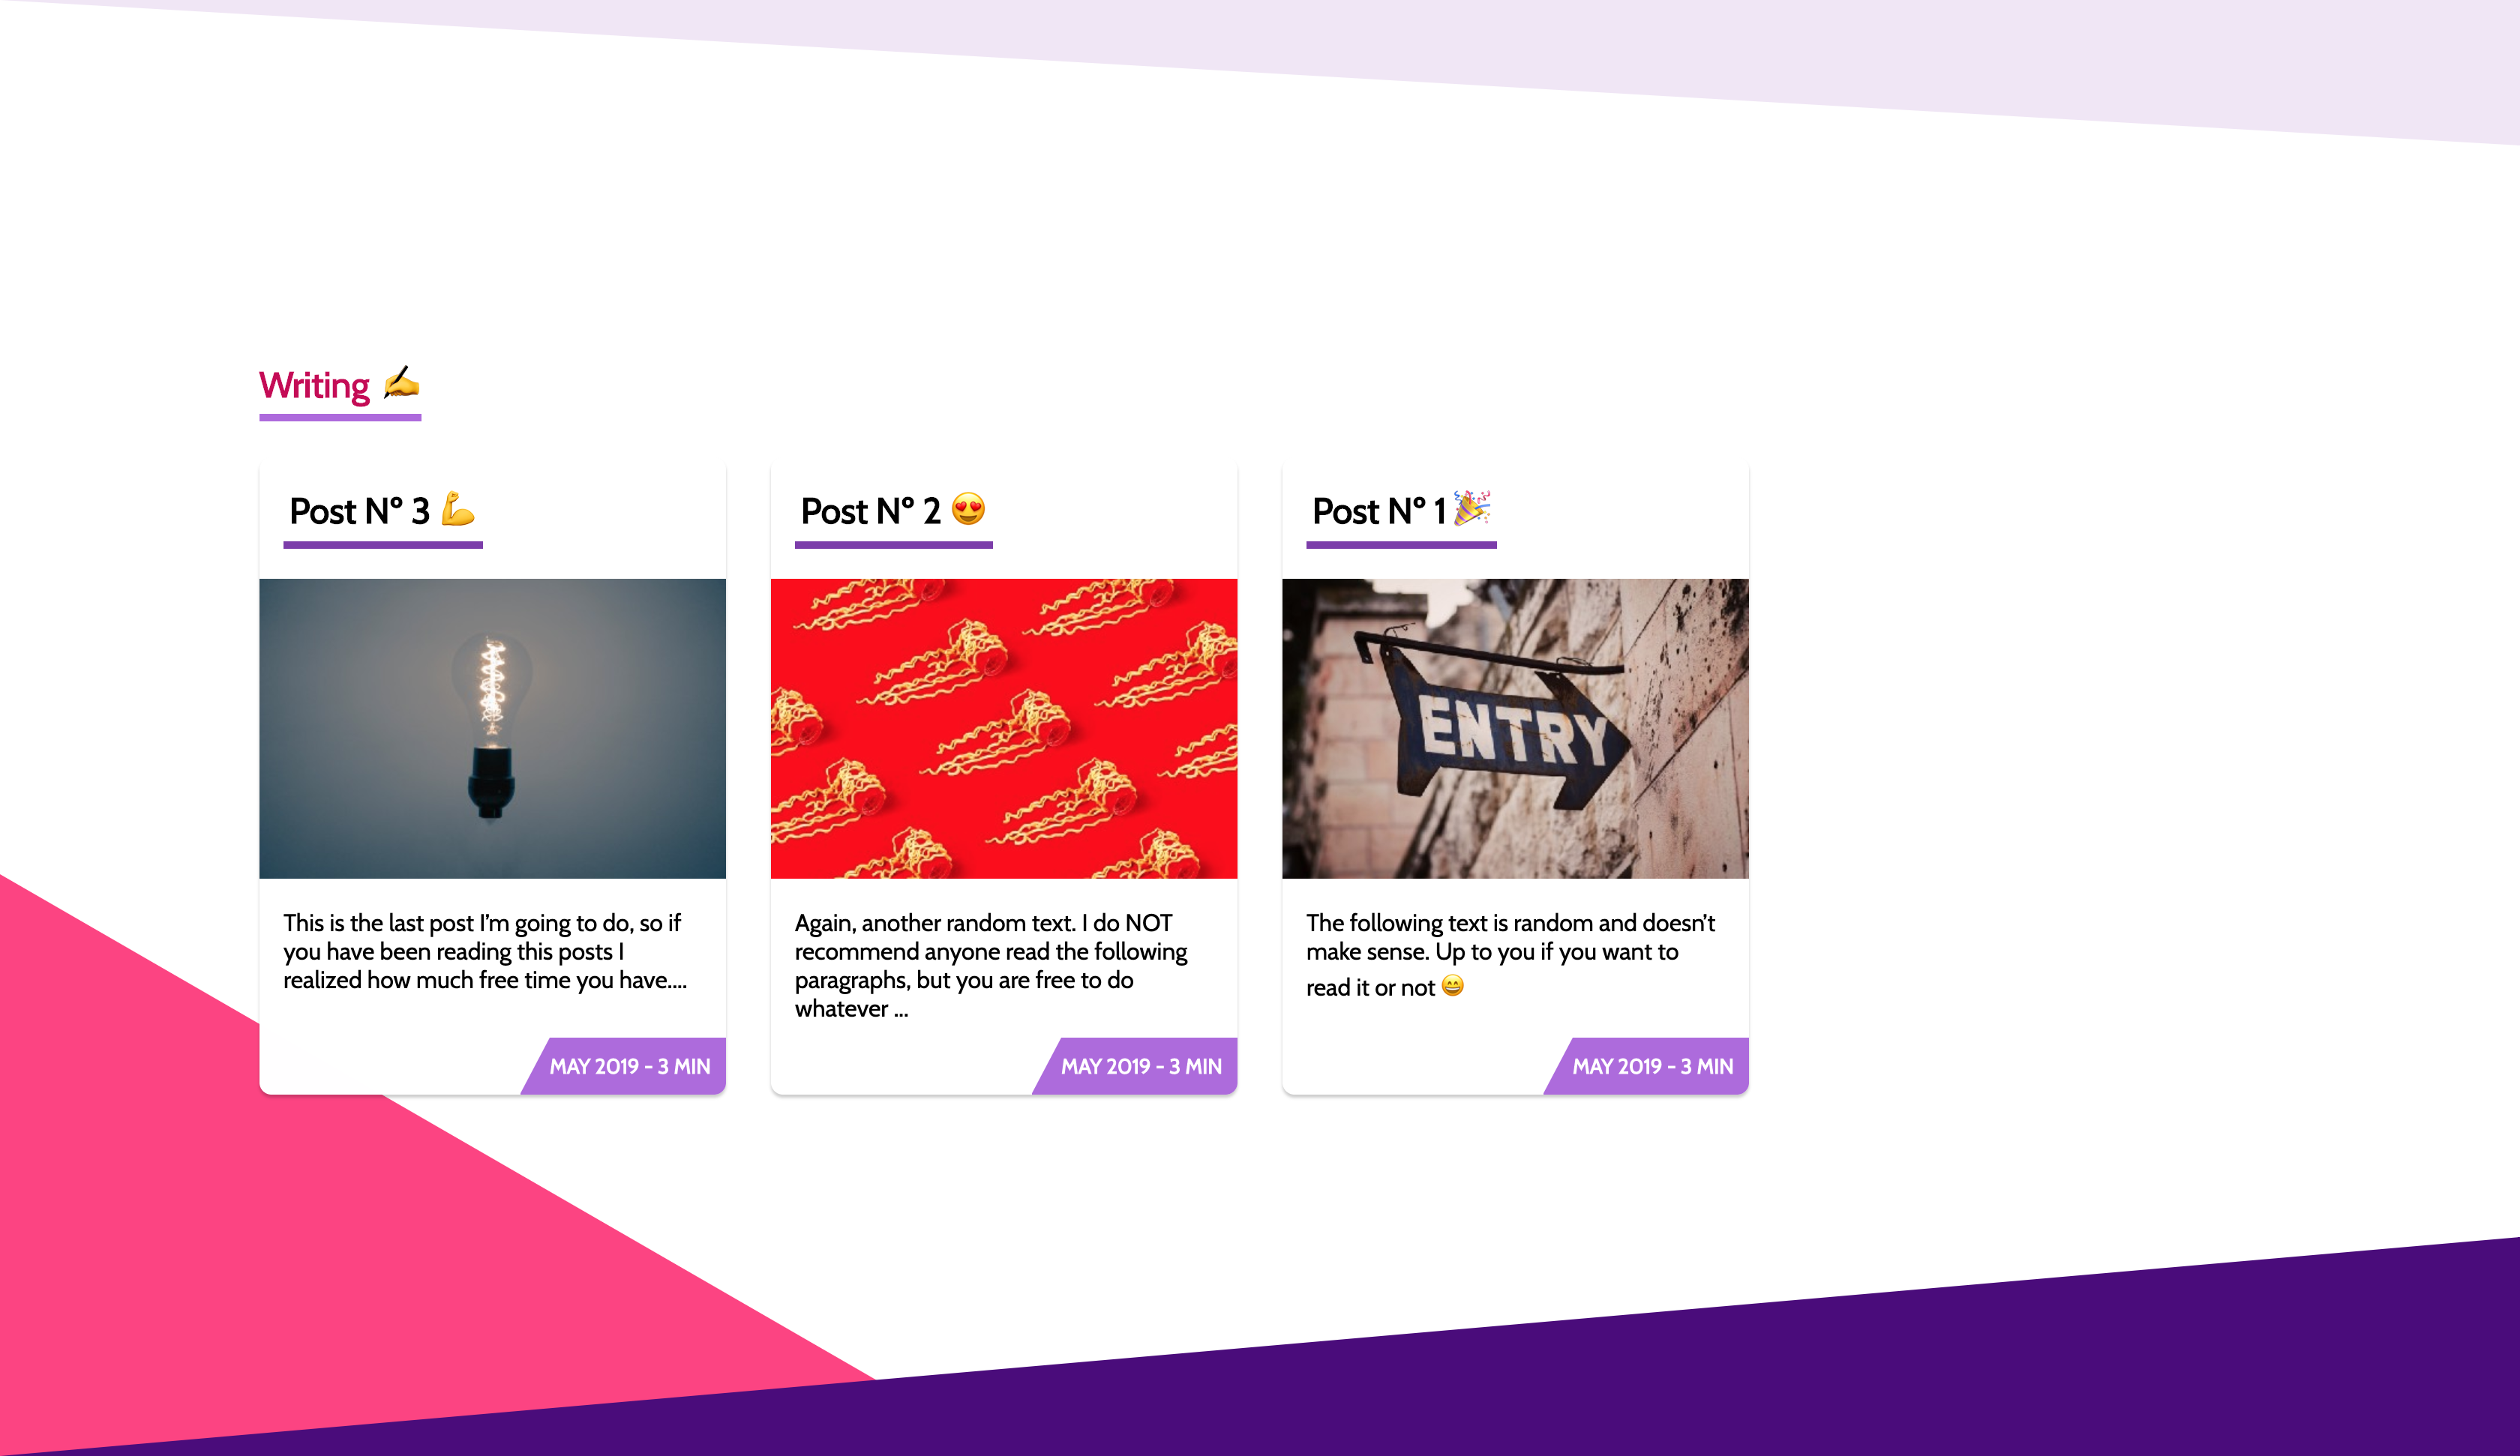 Writing ✍️
Post Nº 3 💪
This is the last post I'm going to do, so if
you have been reading this posts I
realized how much free time you have....
MAY 2019 - 3 MIN
Post Nº 2 😍
Again, another random text. I do NOT
recommend anyone read the following
paragraphs, but you are free to do
whatever ...
MAY 2019 - 3 MIN
Post Nº 1 🎉
ENTRY
The following text is random and doesn't
make sense. Up to you if you want to
read it or not 😄
MAY 2019 - 3 MIN